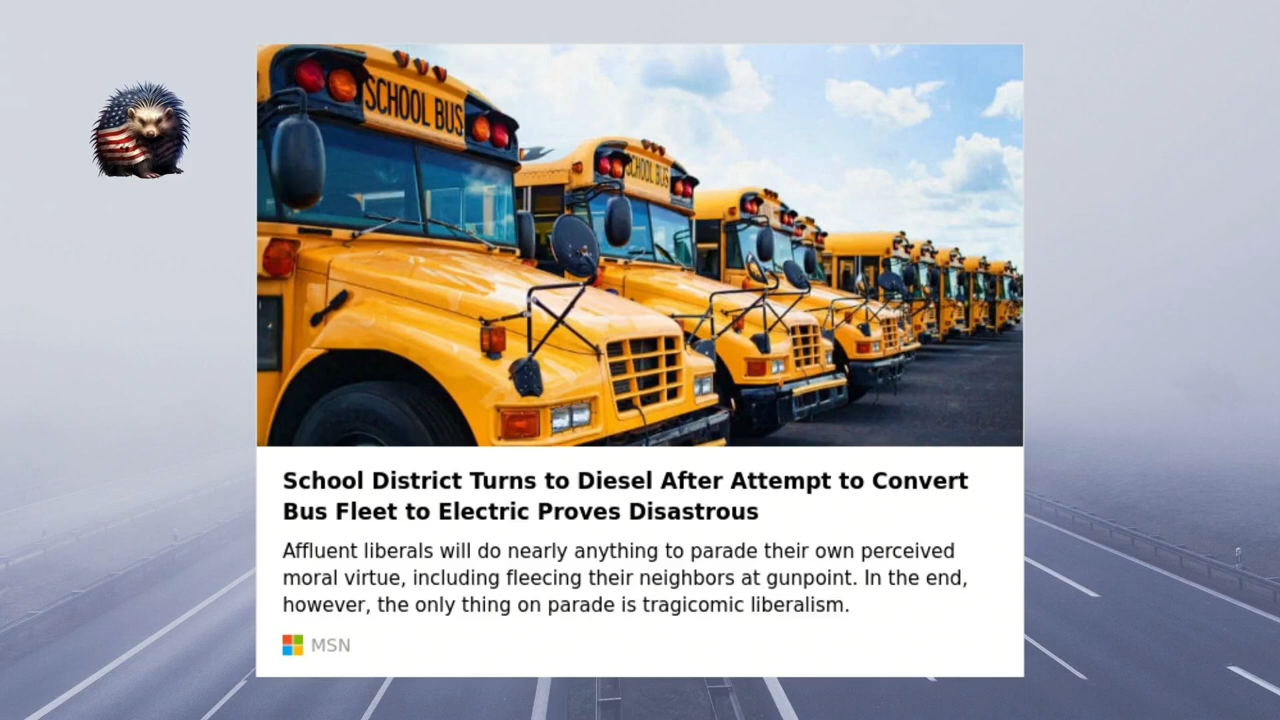 SCHOOL BUS
SCHOOL BUS
School District Turns to Diesel After Attempt to Convert
Bus Fleet to Electric Proves Disastrous
Affluent liberals will do nearly anything to parade their own perceived
moral virtue, including fleecing their neighbors at gunpoint. In the end,
however, the only thing on parade is tragicomic liberalism.
MSN